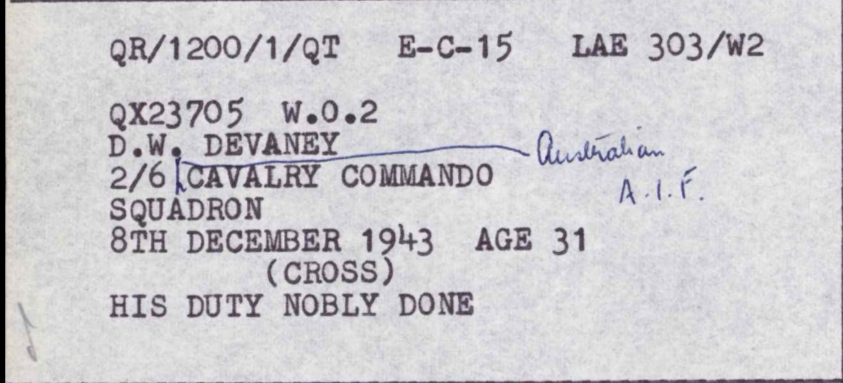 QR/1200/1/QT E-C-15 LAE 303/W2
QX23705 W.O.2
D.W. DEVANEY
Australian
A.I.F.
2/6 CAVALRY COMMANDO
SQUADRON
8TH DECEMBER 1943 AGE 31
(CROSS)
HIS DUTY NOBLY DONE